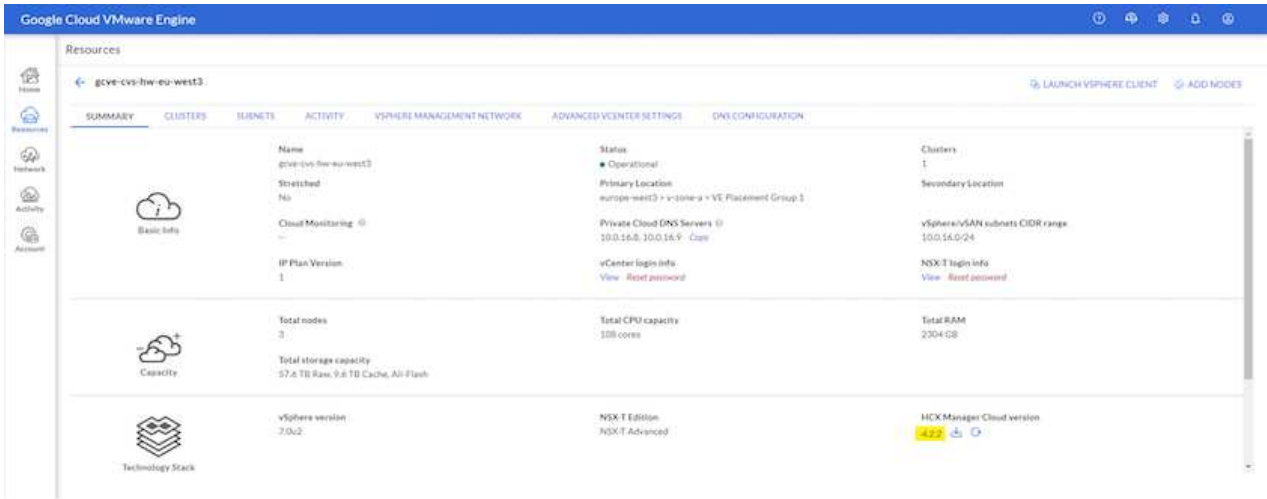 Google Cloud VMware Engine
Resources
gcve-cvs-hw-eu-west3
LAUNCH VSPHERE CLIENT ADD NODES
SUMMARY CLUSTERS SUBNETS ACTIVITY VSPHERE MANAGEMENT NETWORK ADVANCED VCENTER SETTINGS DNS CONFIGURATION
Home
Resources
Network
Activity
Account
Basic Info
Name Status Clusters
gcve-cvs-hw-eu-west3 Operational 1
Stretched Primary Location Secondary Location
No europe-west3 > v-zone-a > VE Placement Group 1
Cloud Monitoring Private Cloud DNS Servers vSphere/vSAN subnets CIDR range
-- 10.0.16.8, 10.0.16.9 Copy 10.0.16.0/24
IP Plan Version vCenter login info NSX-T login info
1 View Reset password View Reset password
Capacity
Total nodes Total CPU capacity Total RAM
3 108 cores 2304 GB
Total storage capacity
57.6 TB Raw, 9.6 TB Cache, All-Flash
Technology Stack
vSphere version NSX-T Edition HCX Manager Cloud version
7.0u2 NSX-T Advanced 4.2.2